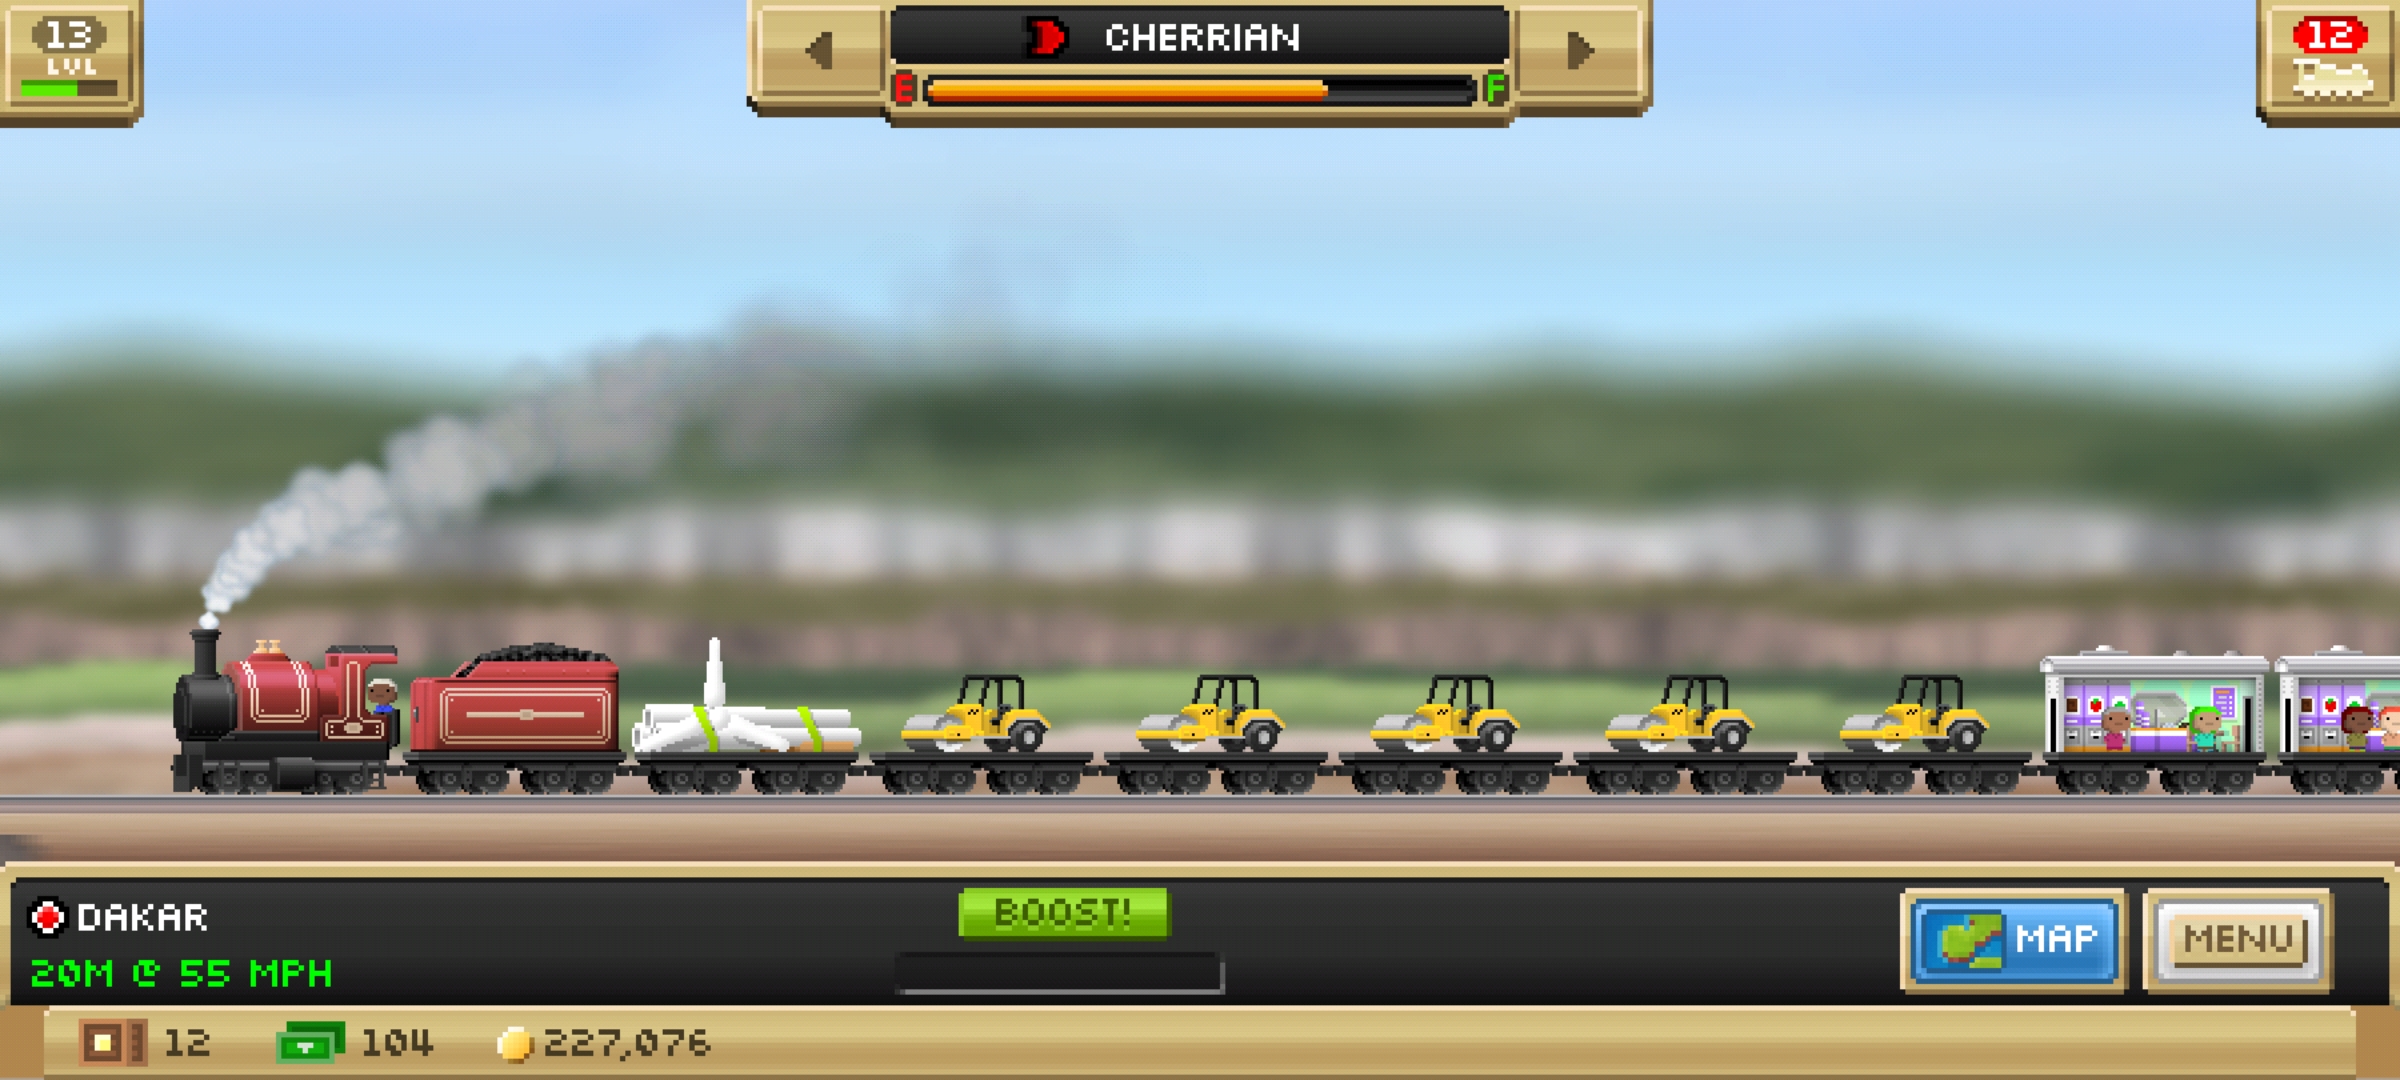 13
LVL
CHERRIAN
E F
12
DAKAR
20M @ 55 MPH
BOOST!
MAP
MENU
12
104
227,076